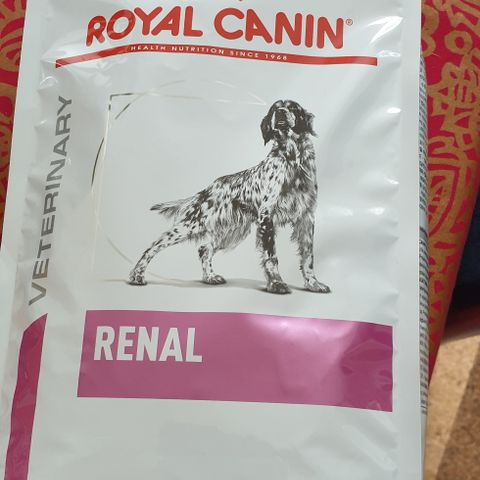 ROYAL CANIN®
HEALTH NUTRITION SINCE 1968
VETERINARY
RENAL